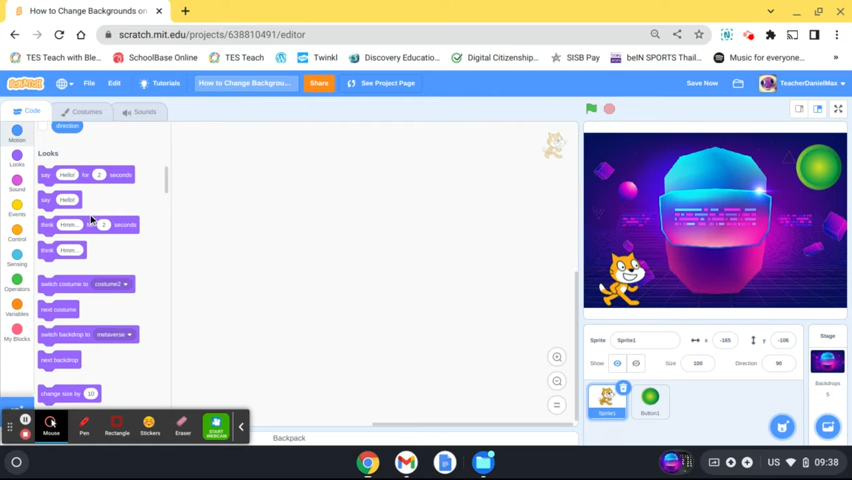 How to Change Backgrounds on
scratch.mit.edu/projects/638810491/editor
TES Teach with Ble...
SchoolBase Online
TES Teach
Twinkl
Discovery Educatio...
Digital Citizenship...
SISB Pay
beIN SPORTS Thail...
Music for everyone...
SCRATCH
File
Edit
Tutorials
How to Change Backgrou...
Share
See Project Page
Save Now
TeacherDanielMax
Code
Costumes
Sounds
Motion
Looks
Sound
Events
Control
Sensing
Operators
Variables
My Blocks
direction
Looks
say Hello! for 2 seconds
say Hello!
think Hmm... for 2 seconds
think Hmm...
switch costume to costume2
next costume
switch backdrop to metaverse
next backdrop
change size by 10
Mouse
Pen
Rectangle
Stickers
Eraser
START WEBCAM
Backpack
Sprite
Sprite1
x
-165
y
-106
Show
Size
100
Direction
90
Stage
Backdrops
5
Sprite1
Button1
US
09:38